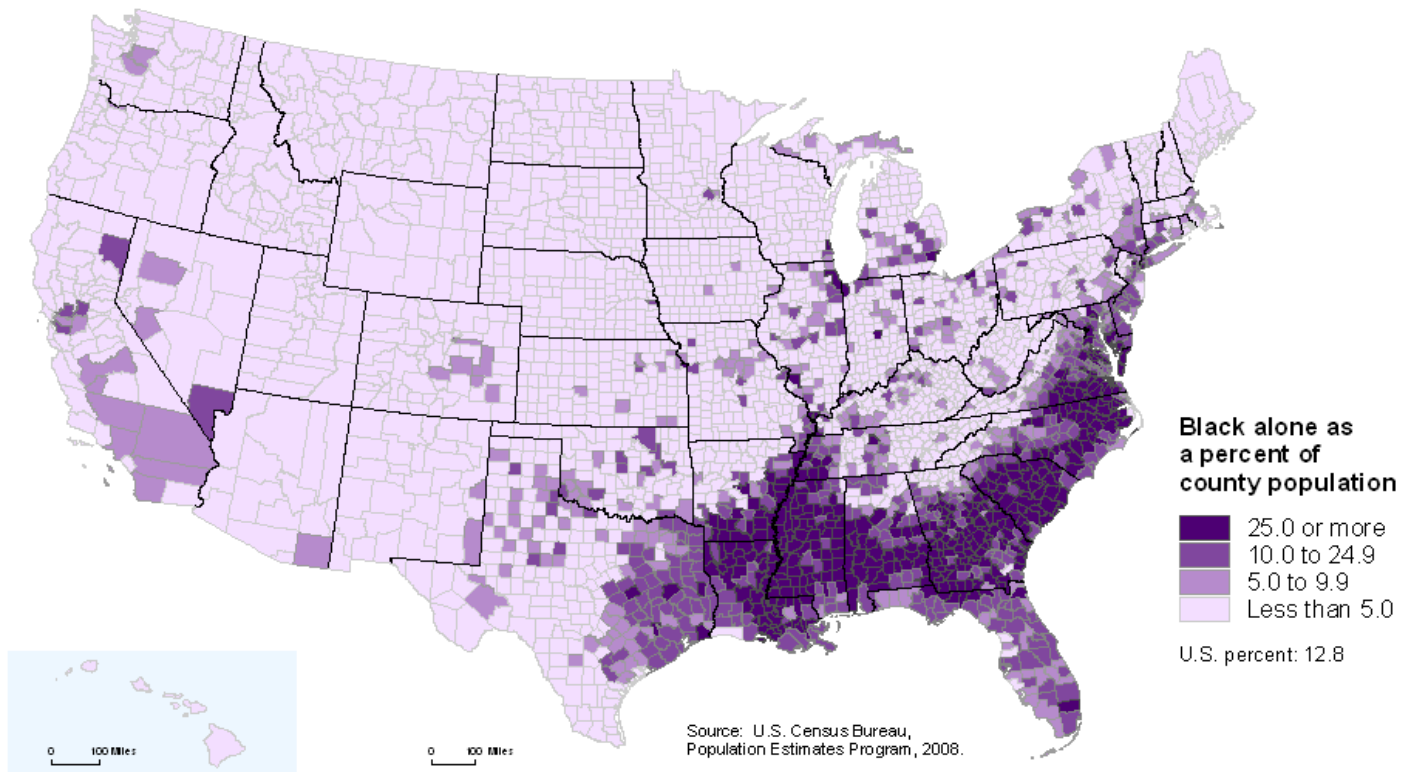 Black alone as
a percent of
county population
25.0 or more
10.0 to 24.9
5.0 to 9.9
Less than 5.0
U.S. percent: 12.8
Source: U.S. Census Bureau,
Population Estimates Program, 2008.
0 100 Miles
0 100 Miles